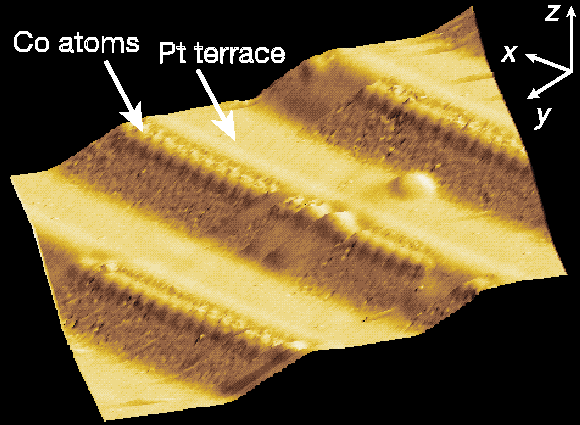 Co atoms
Pt terrace
z
x
y